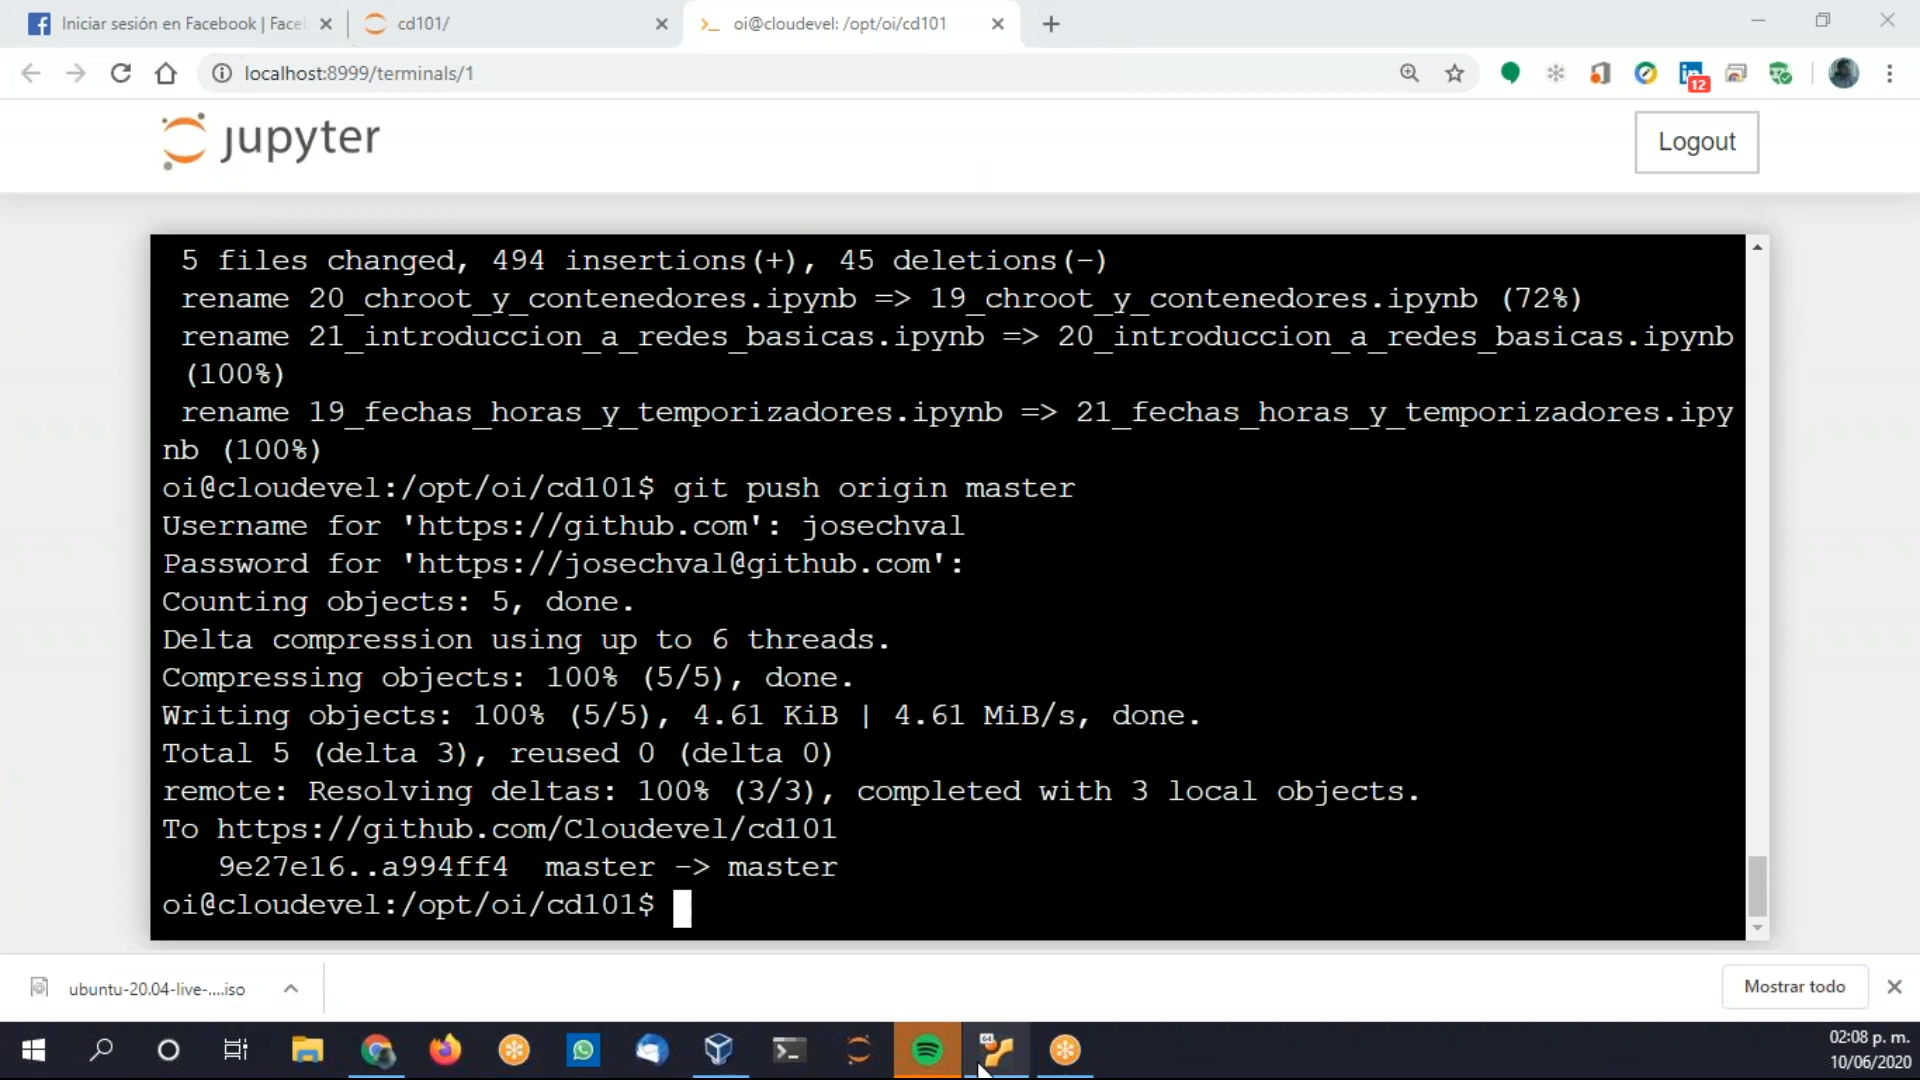 Iniciar sesión en Facebook | Face
cd101/
oi@cloudevel: /opt/oi/cd101
localhost:8999/terminals/1
12
jupyter
Logout
5 files changed, 494 insertions(+), 45 deletions(-)
rename 20_chroot_y_contenedores.ipynb => 19_chroot_y_contenedores.ipynb (72%)
rename 21_introduccion_a_redes_basicas.ipynb => 20_introduccion_a_redes_basicas.ipynb
(100%)
rename 19_fechas_horas_y_temporizadores.ipynb => 21_fechas_horas_y_temporizadores.ipy
nb (100%)
oi@cloudevel:/opt/oi/cd101$ git push origin master
Username for 'https://github.com': josechval
Password for 'https://josechval@github.com':
Counting objects: 5, done.
Delta compression using up to 6 threads.
Compressing objects: 100% (5/5), done.
Writing objects: 100% (5/5), 4.61 KiB | 4.61 MiB/s, done.
Total 5 (delta 3), reused 0 (delta 0)
remote: Resolving deltas: 100% (3/3), completed with 3 local objects.
To https://github.com/Cloudevel/cd101
9e27e16..a994ff4  master -> master
oi@cloudevel:/opt/oi/cd101$
ubuntu-20.04-live-....iso
Mostrar todo
64
02:08 p. m.
10/06/2020